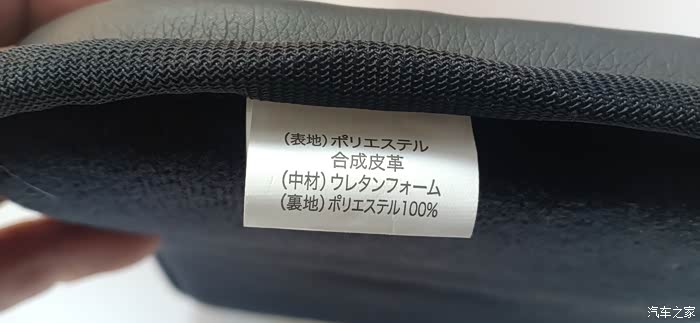 (表地)ポリエステル
合成皮革
(中材)ウレタンフォーム
(裏地)ポリエステル100%
汽车之家